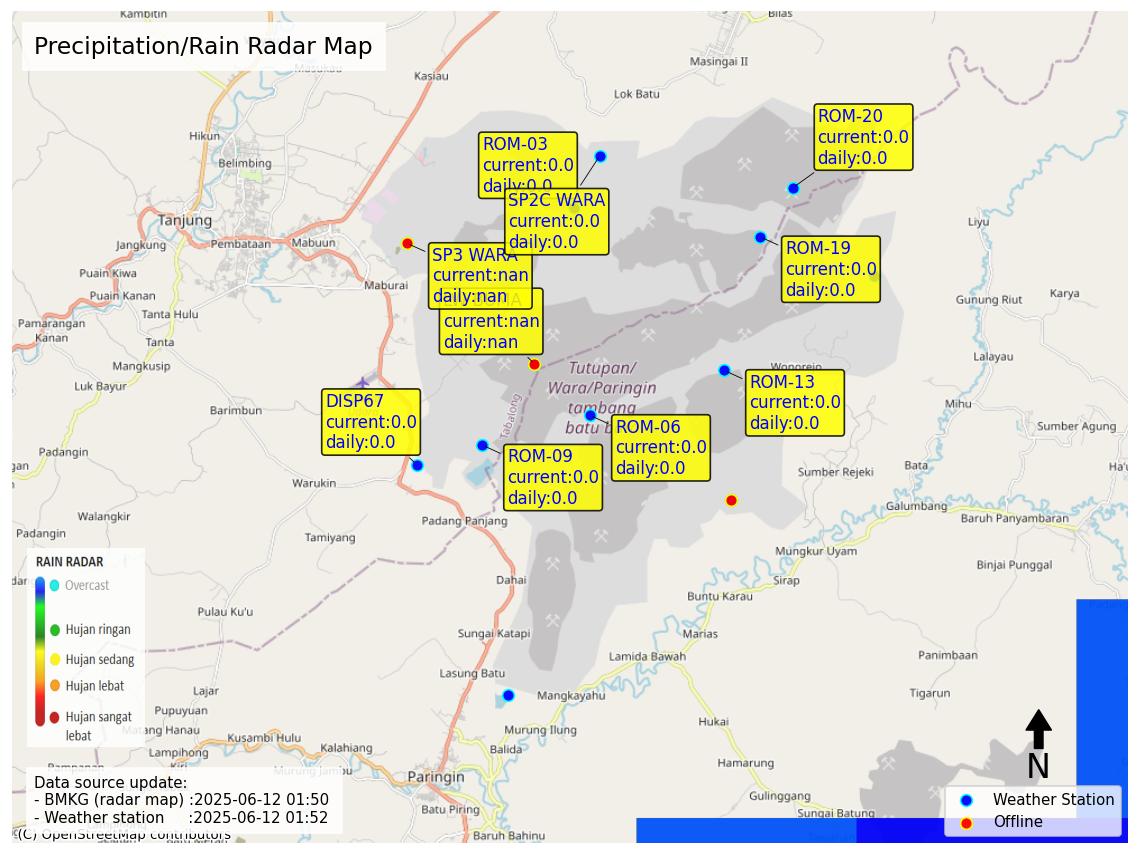 Precipitation/Rain Radar Map
Kambitin
Bilas
Masingai II
Kasiau
Lok Batu
Hikun
Belimbing
ROM-03
current:0.0
daily:0.0
ROM-20
current:0.0
daily:0.0
SP2C WARA
current:0.0
daily:0.0
Tanjung
Jangkung
Pembataan
Mabuun
Liyu
SP3 WARA
current:nan
daily:nan
ROM-19
current:0.0
daily:0.0
Puain Kiwa
Maburai
Puain Kanan
Tanta Hulu
Gunung Riut
Karya
current:nan
daily:nan
Pamarangan
Kanan
Tanta
Mangkusip
Lalayau
Wonorejo
Tutupan/
Wara/Paringin
tambang
batu
Luk Bayur
ROM-13
current:0.0
daily:0.0
DISP67
current:0.0
daily:0.0
Barimbun
Tabalong
Mihu
ROM-06
current:0.0
daily:0.0
Sumber Agung
Padangin
ROM-09
current:0.0
daily:0.0
Bata
Sumber Rejeki
Warukin
Galumbang
Walangkir
Padang Panjang
Baruh Panyambaran
Padangin
Tamiyang
Mungkur Uyam
Binjai Punggal
RAIN RADAR
Overcast
Hujan ringan
Hujan sedang
Hujan lebat
Hujan sangat
lebat
Dahai
Sirap
Buntu Karau
Pulau Ku'u
Sungai Katapi
Marias
Lamida Bawah
Panimbaan
Lasung Batu
Lajar
Mangkayahu
Tigarun
Pupuyuan
Matang Hanau
Hukai
Murung Ilung
Kusambi Hulu
Kalahiang
Balida
Lampihong
Hamarung
N
Murung Jambu
Paringin
Gulinggang
Batu Piring
Sungai Batung
Baruh Bahinu
Data source update:
- BMKG (radar map) :2025-06-12 01:50
- Weather station :2025-06-12 01:52
(C) OpenStreetMap contributors
Weather Station
Offline